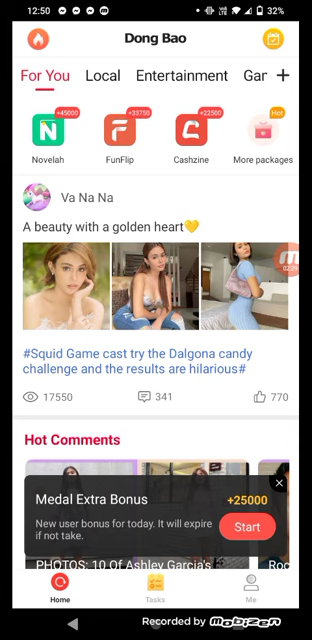 12:50
32%
Dong Bao
For You Local Entertainment Gar
+45000 +33750 +22500 Hot
Novelah FunFlip Cashzine More packages
Va Na Na
A beauty with a golden heart💛
#Squid Game cast try the Dalgona candy
challenge and the results are hilarious#
17550 341 770
Hot Comments
Medal Extra Bonus +25000
New user bonus for today. It will expire
if not take.
Start
PHOTOS: 10 Of Ashley Garcia's
Home Tasks Me
Recorded by Mobizen